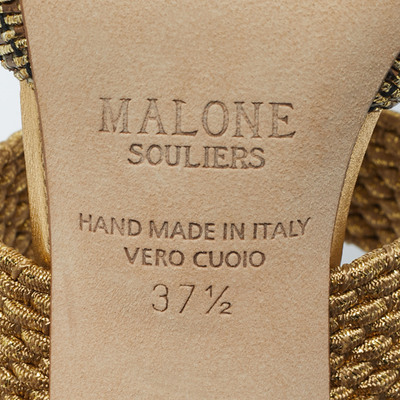 MALONE
SOULIERS
HAND MADE IN ITALY
VERO CUOIO
37½